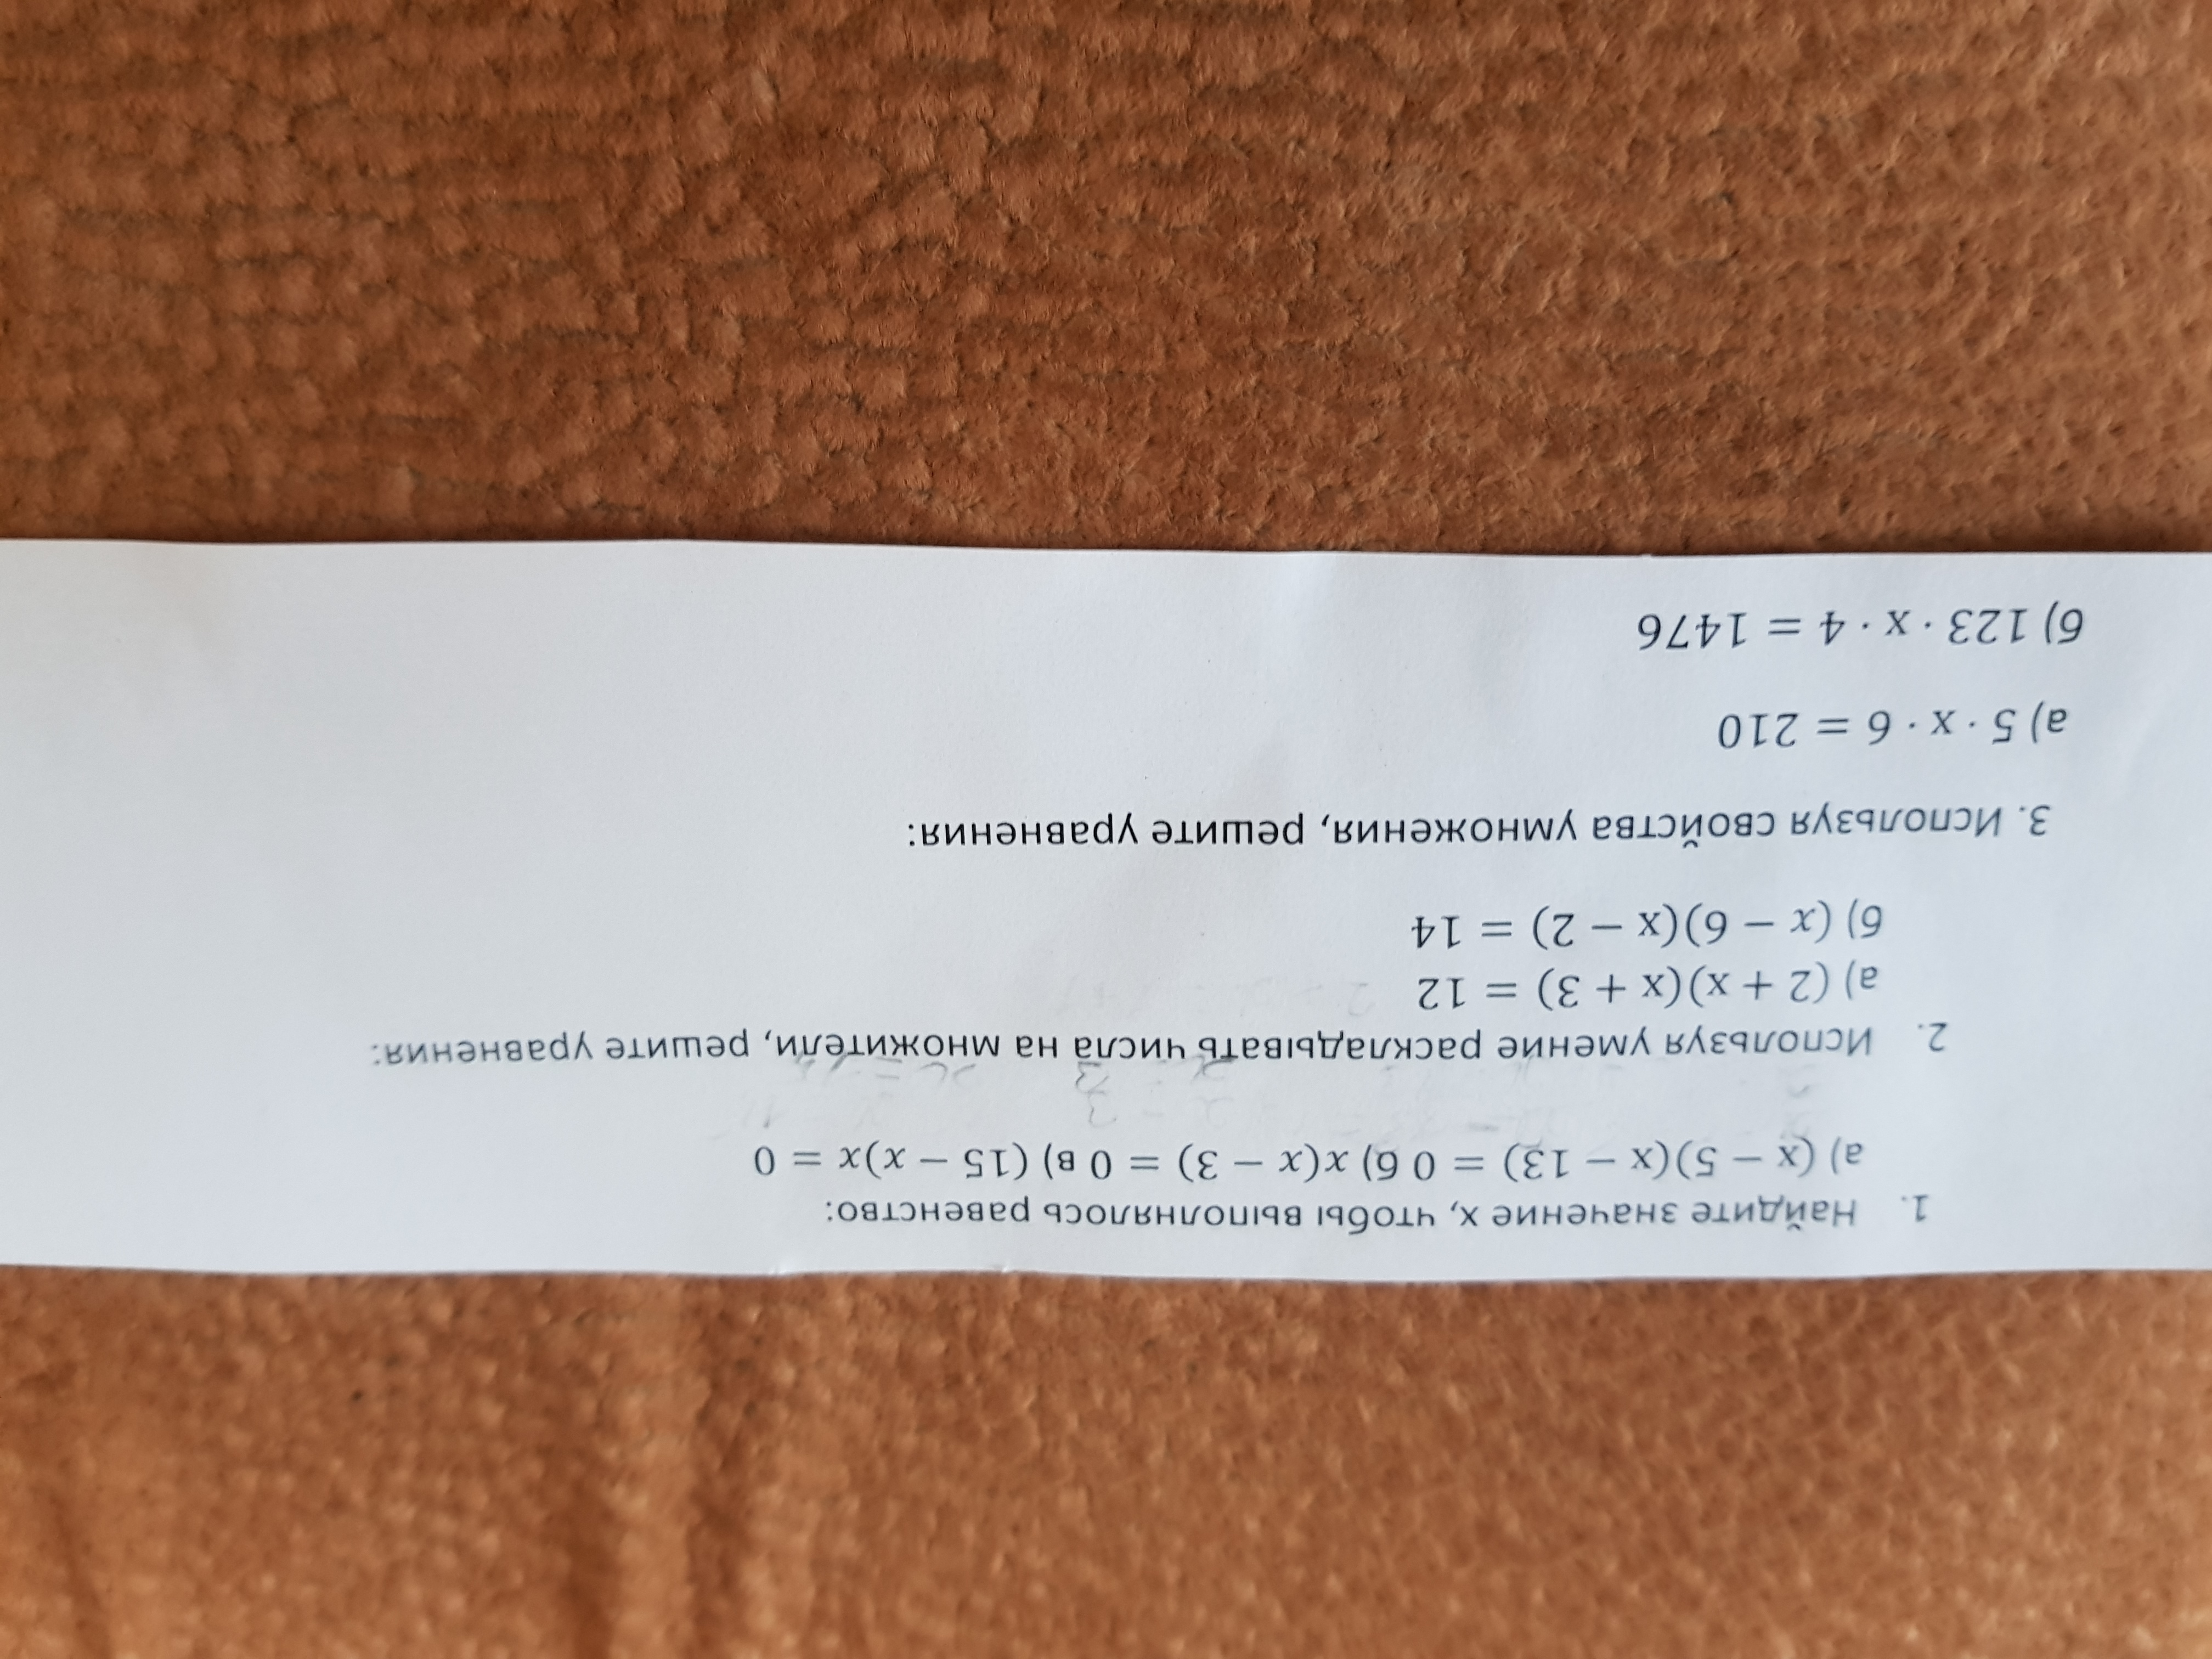 1. Найдите значение х, чтобы выполнялось равенство:
а) (x − 5)(x − 13) = 0 б) x(x − 3) = 0 в) (15 − x)x = 0
2. Используя умение раскладывать числа на множители, решите уравнения:
а) (2 + x)(x + 3) = 12
б) (x − 6)(x − 2) = 14
3. Используя свойства умножения, решите уравнения:
а) 5 · x · 6 = 210
б) 123 · x · 4 = 1476